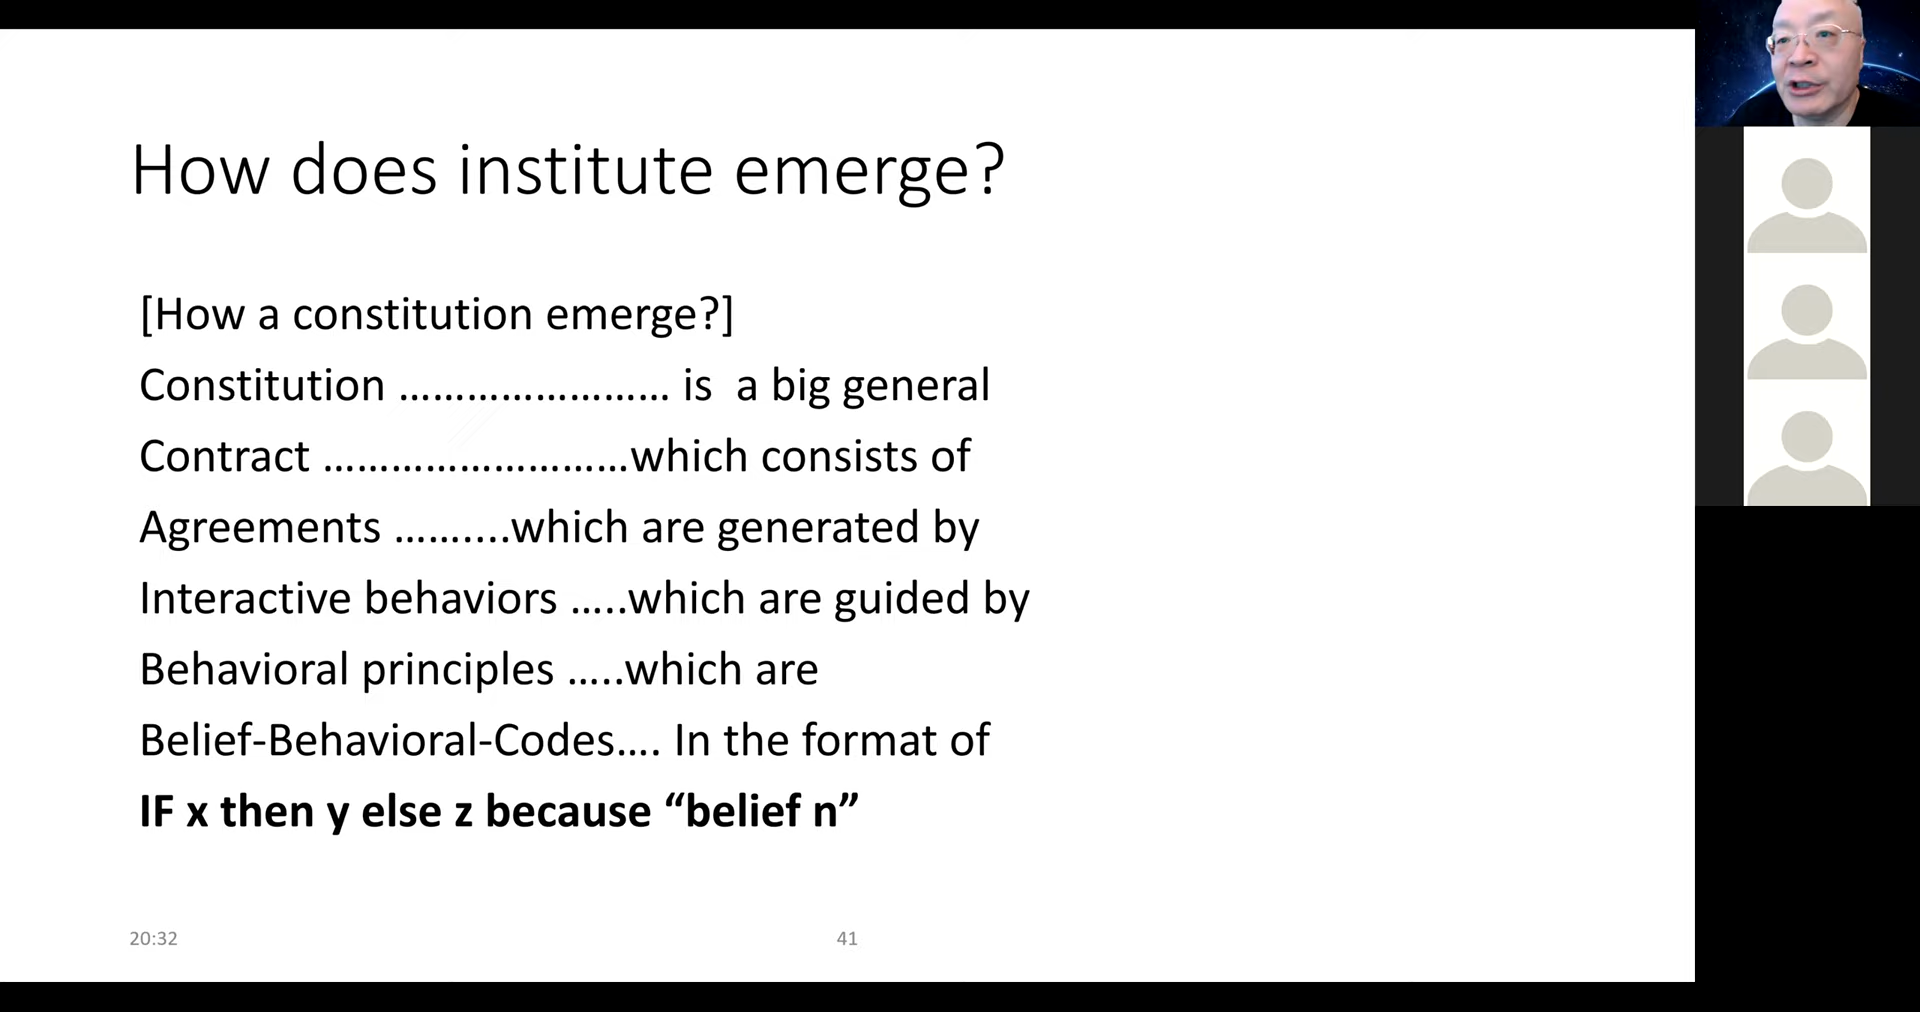 How does institute emerge?
[How a constitution emerge?]
Constitution …………………… is  a big general
Contract ………………………which consists of
Agreements ……....which are generated by
Interactive behaviors …..which are guided by
Behavioral principles …..which are
Belief-Behavioral-Codes…. In the format of
IF x then y else z because “belief n”
20:32
41